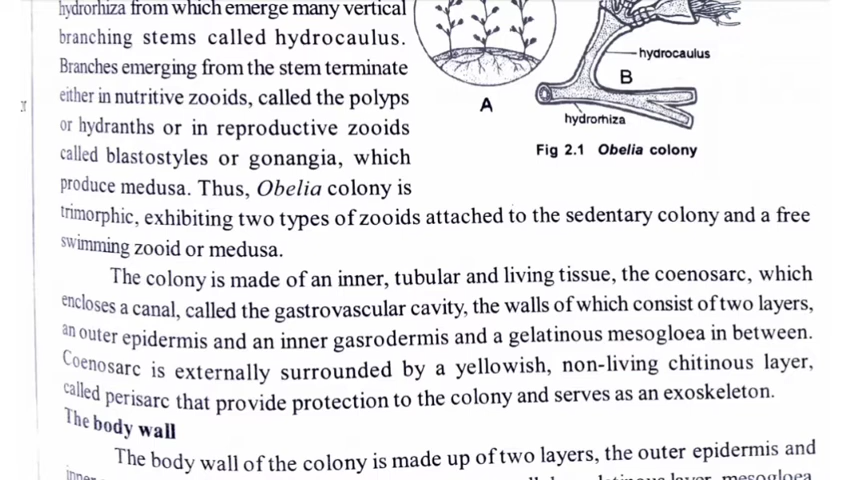 hydrorhiza from which emerge many vertical
branching stems called hydrocaulus.
Branches emerging from the stem terminate
either in nutritive zooids, called the polyps
or hydranths or in reproductive zooids
called blastostyles or gonangia, which
produce medusa. Thus, Obelia colony is
trimorphic, exhibiting two types of zooids attached to the sedentary colony and a free
swimming zooid or medusa.
hydrocaulus
B
A
hydrorhiza
Fig 2.1 Obelia colony
The colony is made of an inner, tubular and living tissue, the coenosarc, which
encloses a canal, called the gastrovascular cavity, the walls of which consist of two layers,
an outer epidermis and an inner gasrodermis and a gelatinous mesogloea in between.
Coenosarc is externally surrounded by a yellowish, non-living chitinous layer,
called perisarc that provide protection to the colony and serves as an exoskeleton.
The body wall
The body wall of the colony is made up of two layers, the outer epidermis and
inner layer, mesogloea